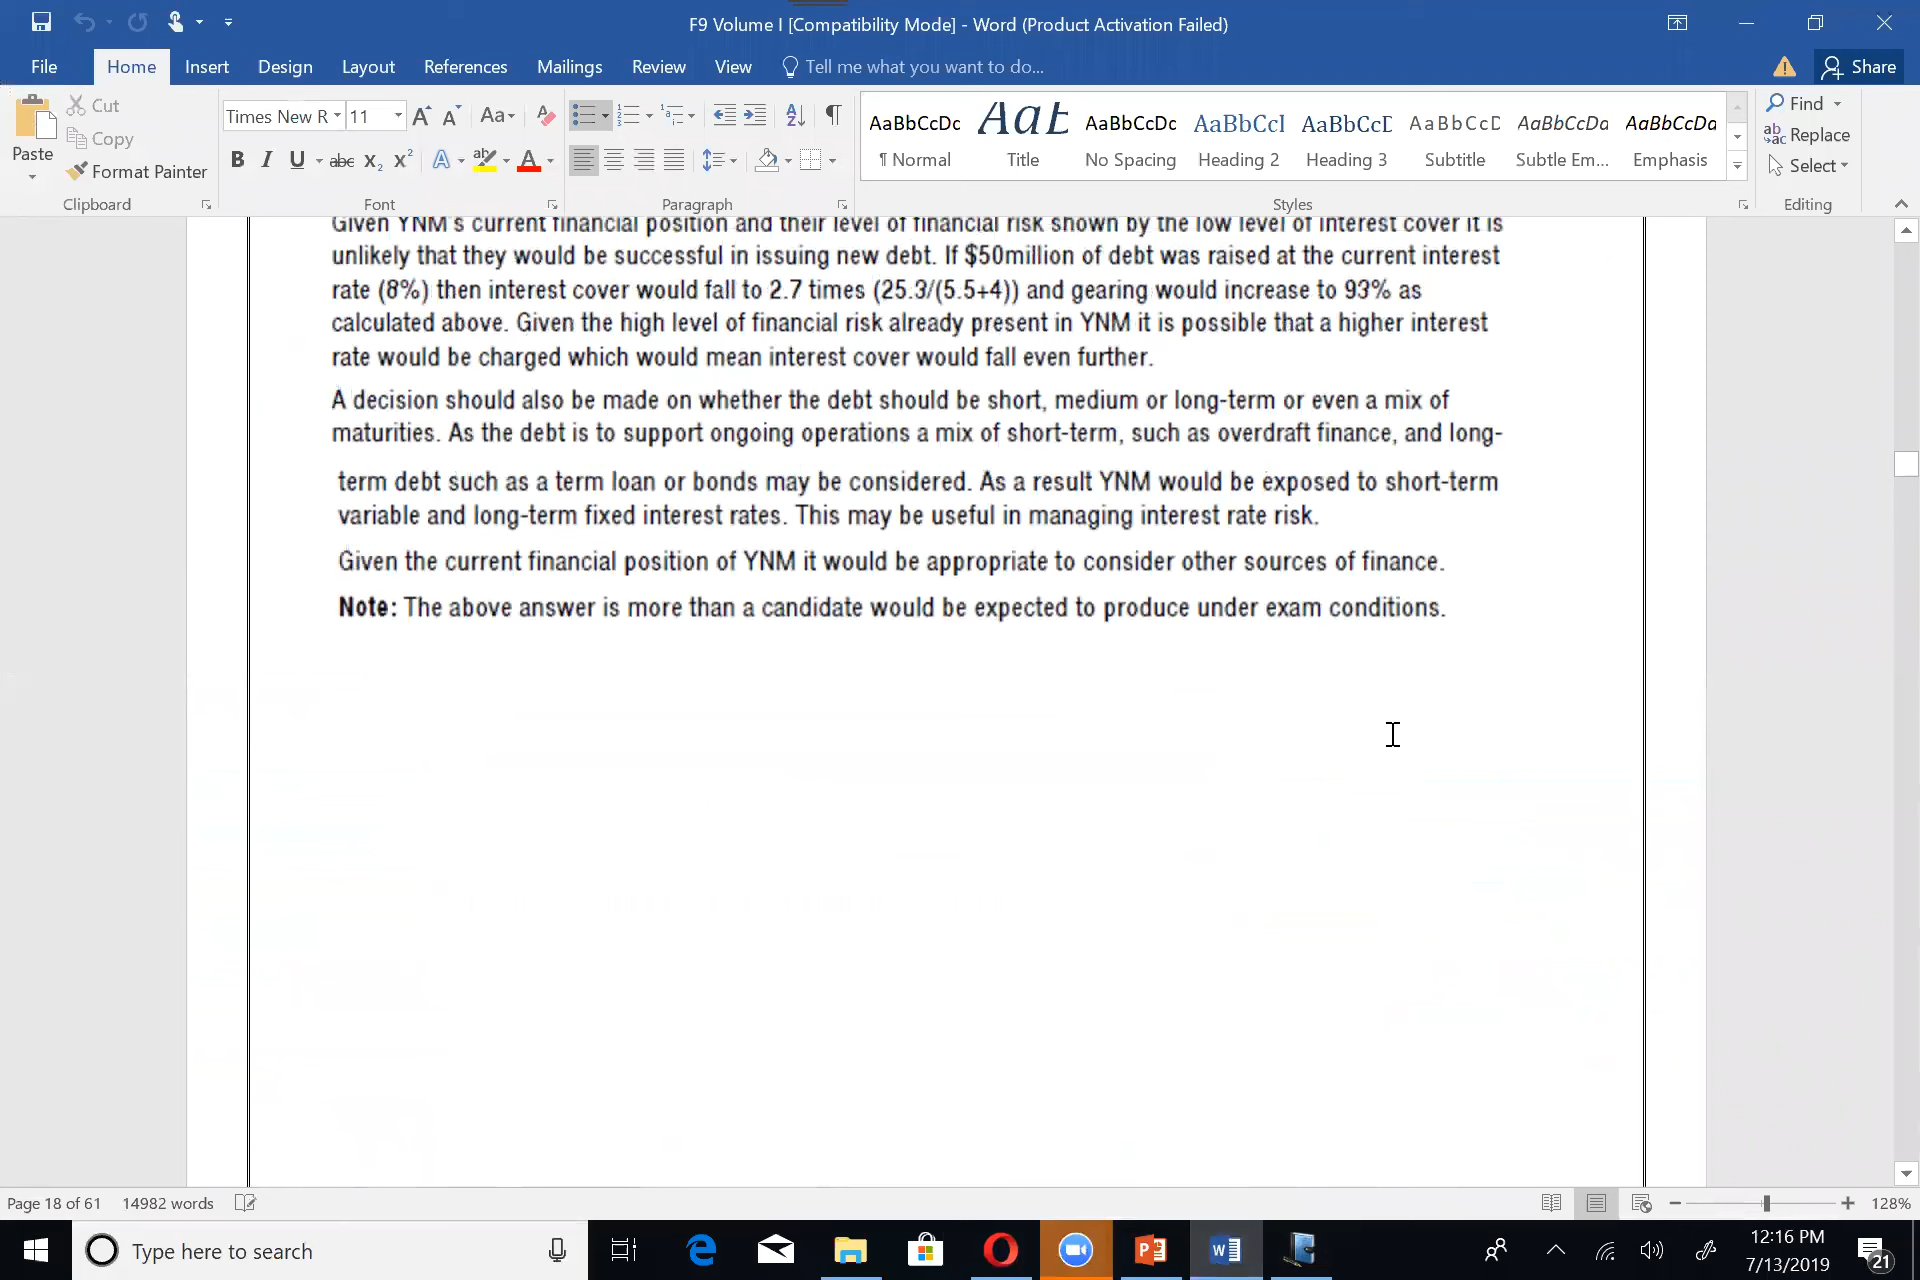 F9 Volume I [Compatibility Mode] - Word (Product Activation Failed)
File Home Insert Design Layout References Mailings Review View Tell me what you want to do... Share
Paste
Cut
Copy
Format Painter
Clipboard
Times New R 11
Font
Paragraph
AaBbCcDc AaB AaBbCcDc AaBbCcI AaBbCcD AaBbCcD AaBbCcDa AaBbCcDa
¶ Normal Title No Spacing Heading 2 Heading 3 Subtitle Subtle Em... Emphasis
Styles
Find
Replace
Select
Editing
Given YNM's current financial position and their level of financial risk shown by the low level of interest cover it is
unlikely that they would be successful in issuing new debt. If $50million of debt was raised at the current interest
rate (8%) then interest cover would fall to 2.7 times (25.3/(5.5+4)) and gearing would increase to 93% as
calculated above. Given the high level of financial risk already present in YNM it is possible that a higher interest
rate would be charged which would mean interest cover would fall even further.
A decision should also be made on whether the debt should be short, medium or long-term or even a mix of
maturities. As the debt is to support ongoing operations a mix of short-term, such as overdraft finance, and long-
term debt such as a term loan or bonds may be considered. As a result YNM would be exposed to short-term
variable and long-term fixed interest rates. This may be useful in managing interest rate risk.
Given the current financial position of YNM it would be appropriate to consider other sources of finance.
Note: The above answer is more than a candidate would be expected to produce under exam conditions.
Page 18 of 61 14982 words 128%
Type here to search
12:16 PM
7/13/2019
21